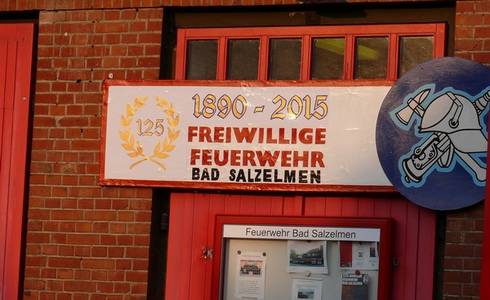 125
1890 - 2015
FREIWILLIGE
FEUERWEHR
BAD SALZELMEN
Feuerwehr Bad Salzelmen